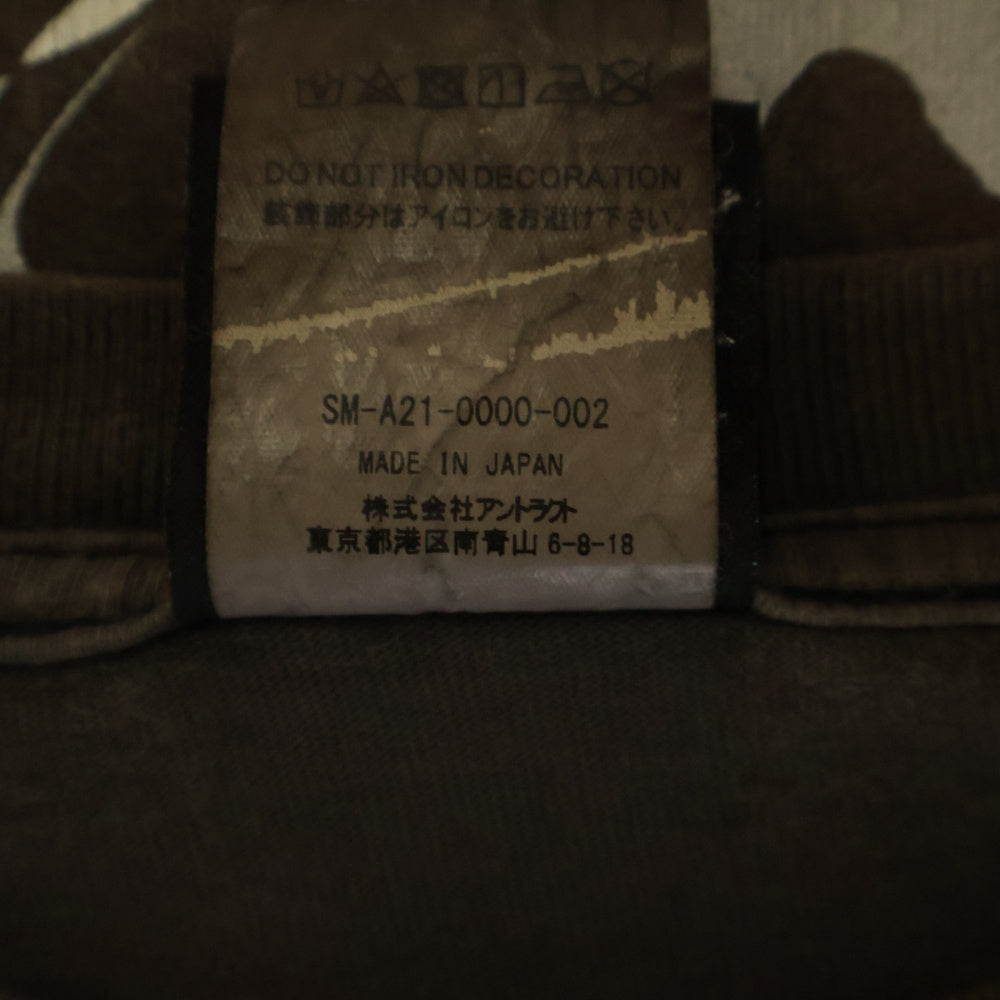 DO NOT IRON DECORATION
装飾部分はアイロンをお避け下さい。
SM-A21-0000-002
MADE IN JAPAN
株式会社アントラクト
東京都港区南青山 6-8-18